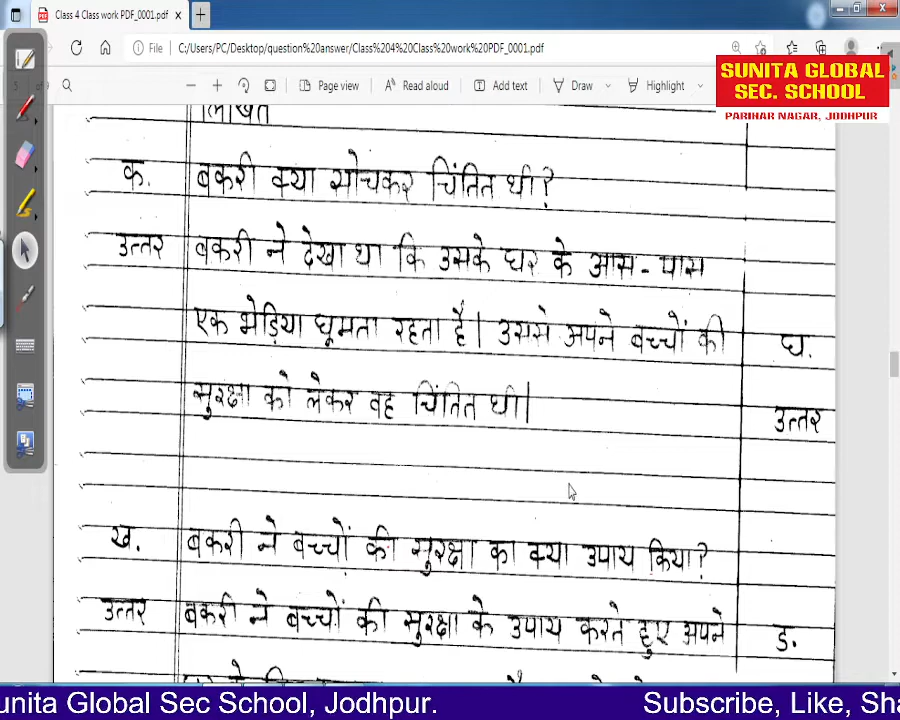 Class 4 Class work PDF_0001.pdf
File C:/Users/PC/Desktop/question%20answer/Class%204%20Class%20work%20PDF_0001.pdf
Page view
Read aloud
Add text
Draw
Highlight
SUNITA GLOBAL
SEC. SCHOOL
PARIHAR NAGAR, JODHPUR
लिखित
क. बकरी क्या सोचकर चिंतित थी?
उत्तर बकरी ने देखा था कि उसके घर के आस-पास
एक भेड़िया घूमता रहता है। उससे अपने बच्चों की
सुरक्षा को लेकर वह चिंतित थी।
ख. बकरी ने बच्चों की सुरक्षा का क्या उपाय किया?
उत्तर बकरी ने बच्चों की सुरक्षा के उपाय करते हुए अपने
घ.
उत्तर
ड.
unita Global Sec School, Jodhpur.
Subscribe, Like, Sha